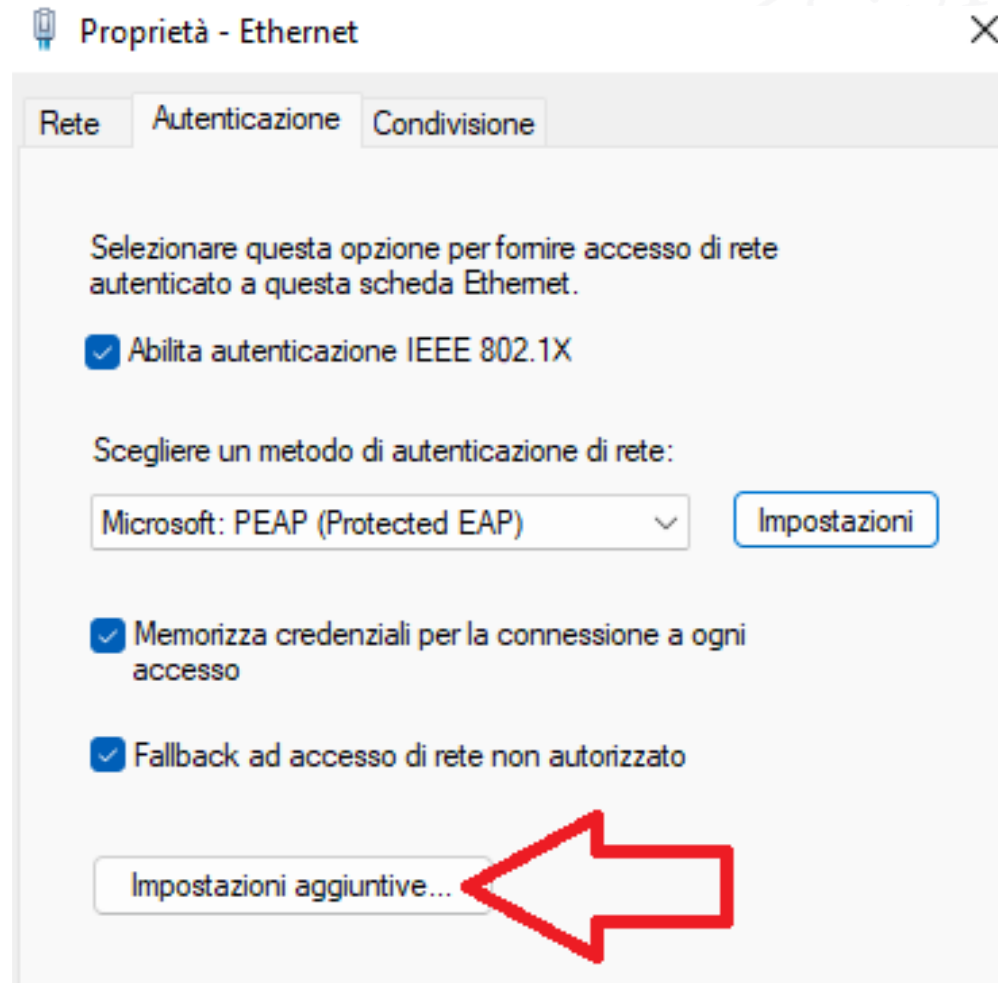 Proprietà - Ethernet
Rete
Autenticazione
Condivisione
Selezionare questa opzione per fornire accesso di rete
autenticato a questa scheda Ethernet.
Abilita autenticazione IEEE 802.1X
Scegliere un metodo di autenticazione di rete:
Microsoft: PEAP (Protected EAP)
Impostazioni
Memorizza credenziali per la connessione a ogni
accesso
Fallback ad accesso di rete non autorizzato
Impostazioni aggiuntive...